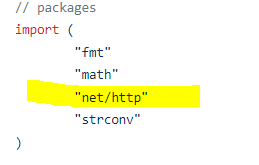 // packages
import (
"fmt"
"math"
"net/http"
"strconv"
)